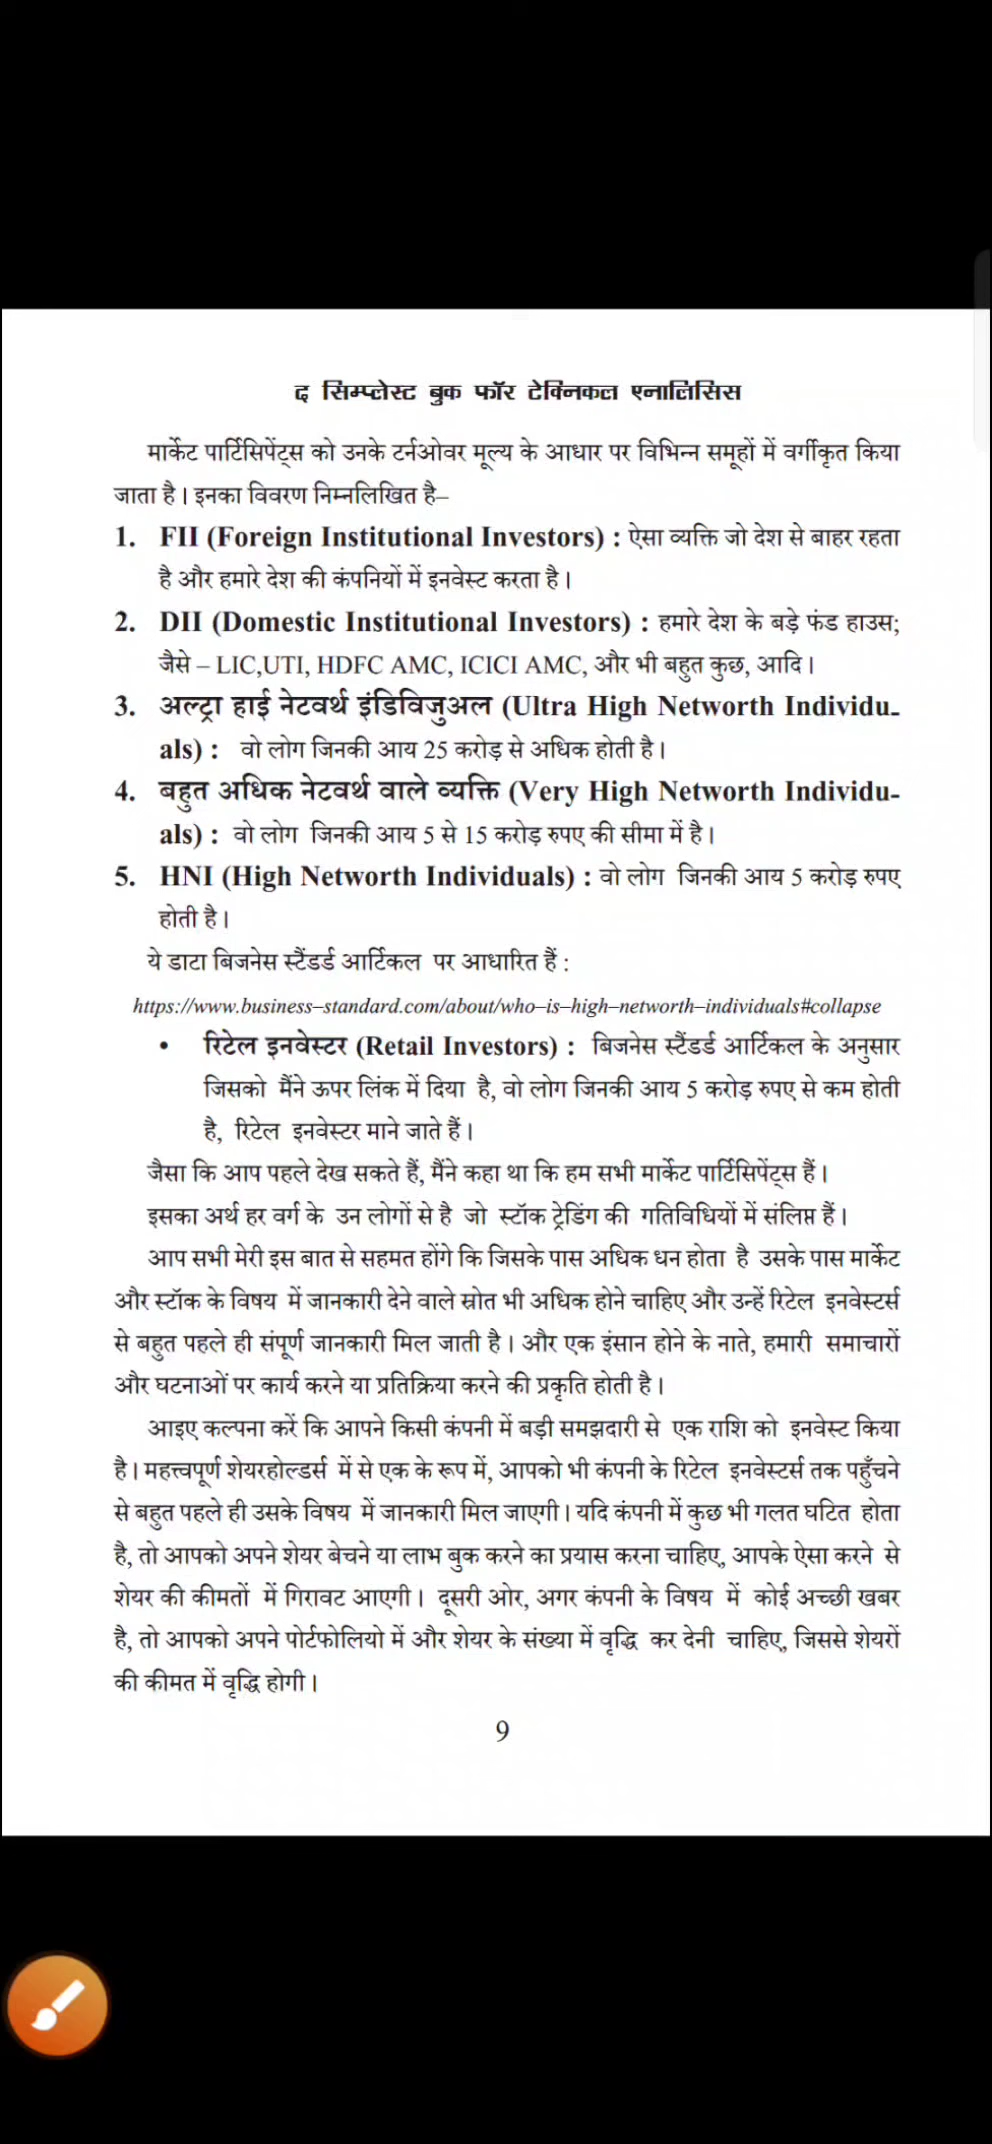 द सिम्प्लेस्ट बुक फॉर टेक्निकल एनालिसिस
मार्केट पार्टिसिपेंट्स को उनके टर्नओवर मूल्य के आधार पर विभिन्न समूहों में वर्गीकृत किया
जाता है। इनका विवरण निम्नलिखित है–
1. FII (Foreign Institutional Investors) : ऐसा व्यक्ति जो देश से बाहर रहता
है और हमारे देश की कंपनियों में इनवेस्ट करता है।
2. DII (Domestic Institutional Investors) : हमारे देश के बड़े फंड हाउस;
जैसे – LIC,UTI, HDFC AMC, ICICI AMC, और भी बहुत कुछ, आदि।
3. अल्ट्रा हाई नेटवर्थ इंडिविजुअल (Ultra High Networth Individu-
als) : वो लोग जिनकी आय 25 करोड़ से अधिक होती है।
4. बहुत अधिक नेटवर्थ वाले व्यक्ति (Very High Networth Individu-
als) : वो लोग जिनकी आय 5 से 15 करोड़ रुपए की सीमा में है।
5. HNI (High Networth Individuals) : वो लोग जिनकी आय 5 करोड़ रुपए
होती है।
ये डाटा बिजनेस स्टैंडर्ड आर्टिकल पर आधारित हैं :
https://www.business–standard.com/about/who–is–high–networth–individuals#collapse
• रिटेल इनवेस्टर (Retail Investors) : बिजनेस स्टैंडर्ड आर्टिकल के अनुसार
जिसको मैंने ऊपर लिंक में दिया है, वो लोग जिनकी आय 5 करोड़ रुपए से कम होती
है, रिटेल इनवेस्टर माने जाते हैं।
जैसा कि आप पहले देख सकते हैं, मैंने कहा था कि हम सभी मार्केट पार्टिसिपेंट्स हैं।
इसका अर्थ हर वर्ग के उन लोगों से है जो स्टॉक ट्रेडिंग की गतिविधियों में संलिप्त हैं।
आप सभी मेरी इस बात से सहमत होंगे कि जिसके पास अधिक धन होता है उसके पास मार्केट
और स्टॉक के विषय में जानकारी देने वाले स्रोत भी अधिक होने चाहिए और उन्हें रिटेल इनवेस्टर्स
से बहुत पहले ही संपूर्ण जानकारी मिल जाती है। और एक इंसान होने के नाते, हमारी समाचारों
और घटनाओं पर कार्य करने या प्रतिक्रिया करने की प्रकृति होती है।
आइए कल्पना करें कि आपने किसी कंपनी में बड़ी समझदारी से एक राशि को इनवेस्ट किया
है। महत्त्वपूर्ण शेयरहोल्डर्स में से एक के रूप में, आपको भी कंपनी के रिटेल इनवेस्टर्स तक पहुँचने
से बहुत पहले ही उसके विषय में जानकारी मिल जाएगी। यदि कंपनी में कुछ भी गलत घटित होता
है, तो आपको अपने शेयर बेचने या लाभ बुक करने का प्रयास करना चाहिए, आपके ऐसा करने से
शेयर की कीमतों में गिरावट आएगी। दूसरी ओर, अगर कंपनी के विषय में कोई अच्छी खबर
है, तो आपको अपने पोर्टफोलियो में और शेयर के संख्या में वृद्धि कर देनी चाहिए, जिससे शेयरों
की कीमत में वृद्धि होगी।
9